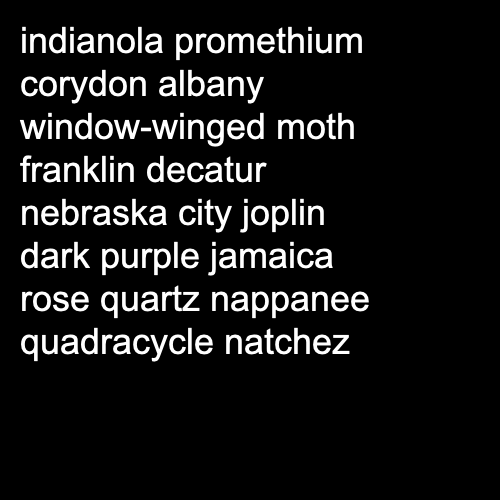 indianola promethium
corydon albany
window-winged moth
franklin decatur
nebraska city joplin
dark purple jamaica
rose quartz nappanee
quadracycle natchez